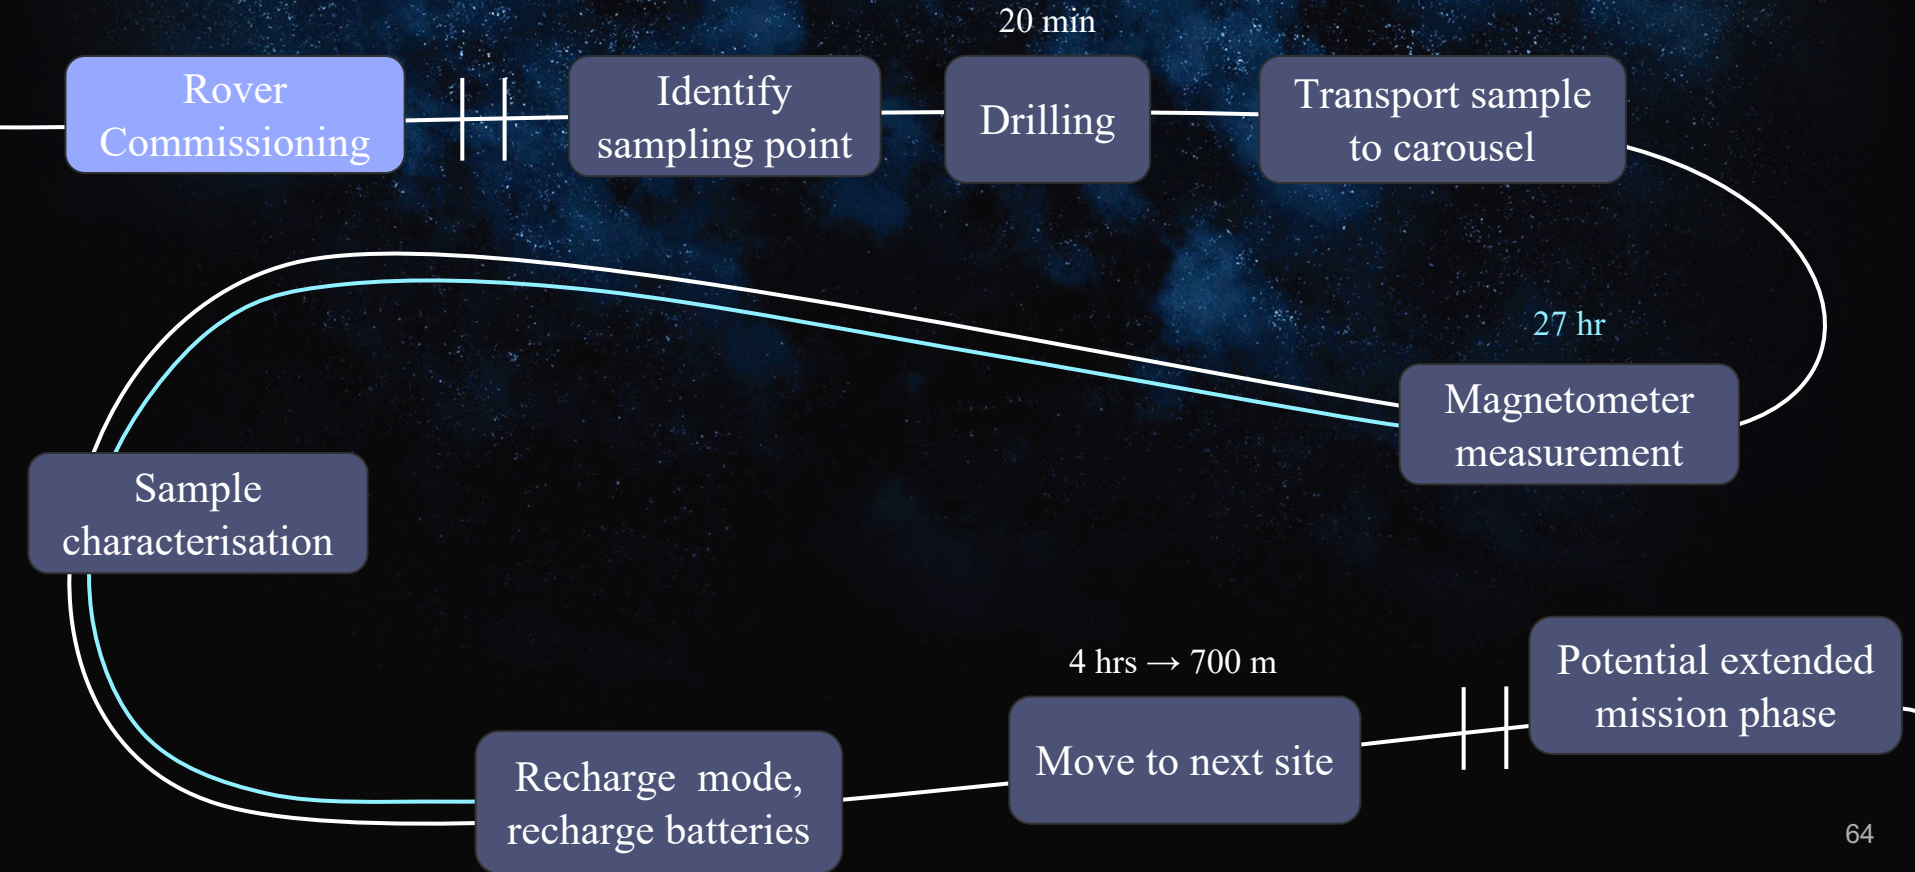 20 min
Rover
Commissioning
Identify
sampling point
Drilling
Transport sample
to carousel
27 hr
Magnetometer
measurement
Sample
characterisation
Recharge  mode,
recharge batteries
4 hrs → 700 m
Move to next site
Potential extended
mission phase
64